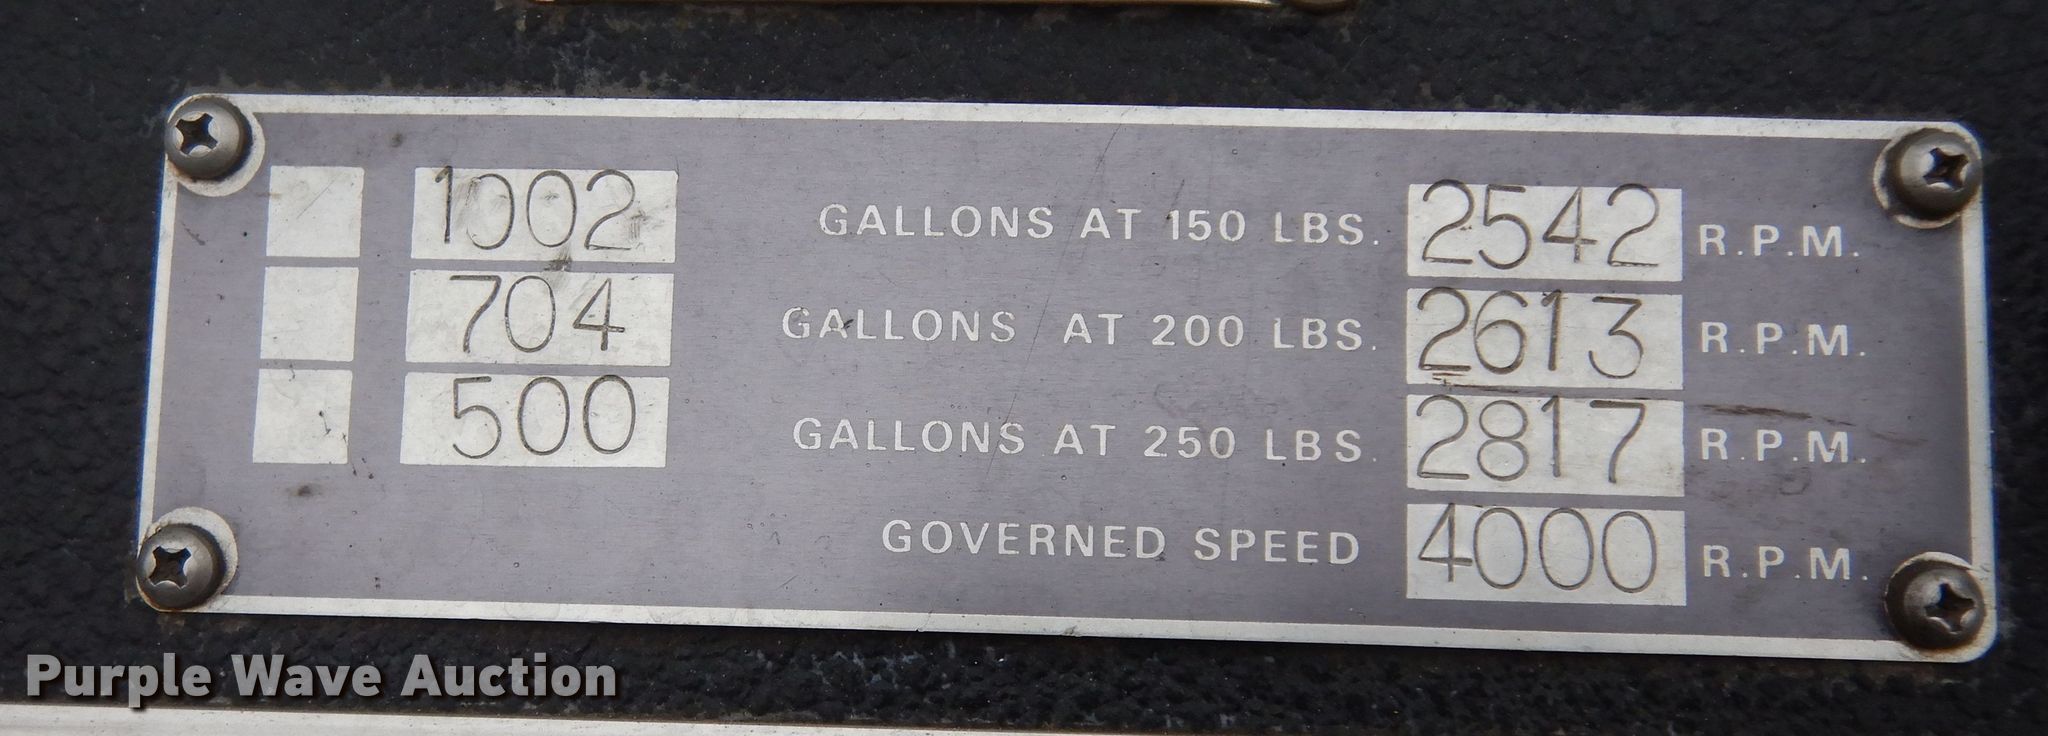 1002 GALLONS AT 150 LBS. 2542 R.P.M.
704 GALLONS AT 200 LBS. 2613 R.P.M.
500 GALLONS AT 250 LBS. 2817 R.P.M.
GOVERNED SPEED 4000 R.P.M.
Purple Wave Auction